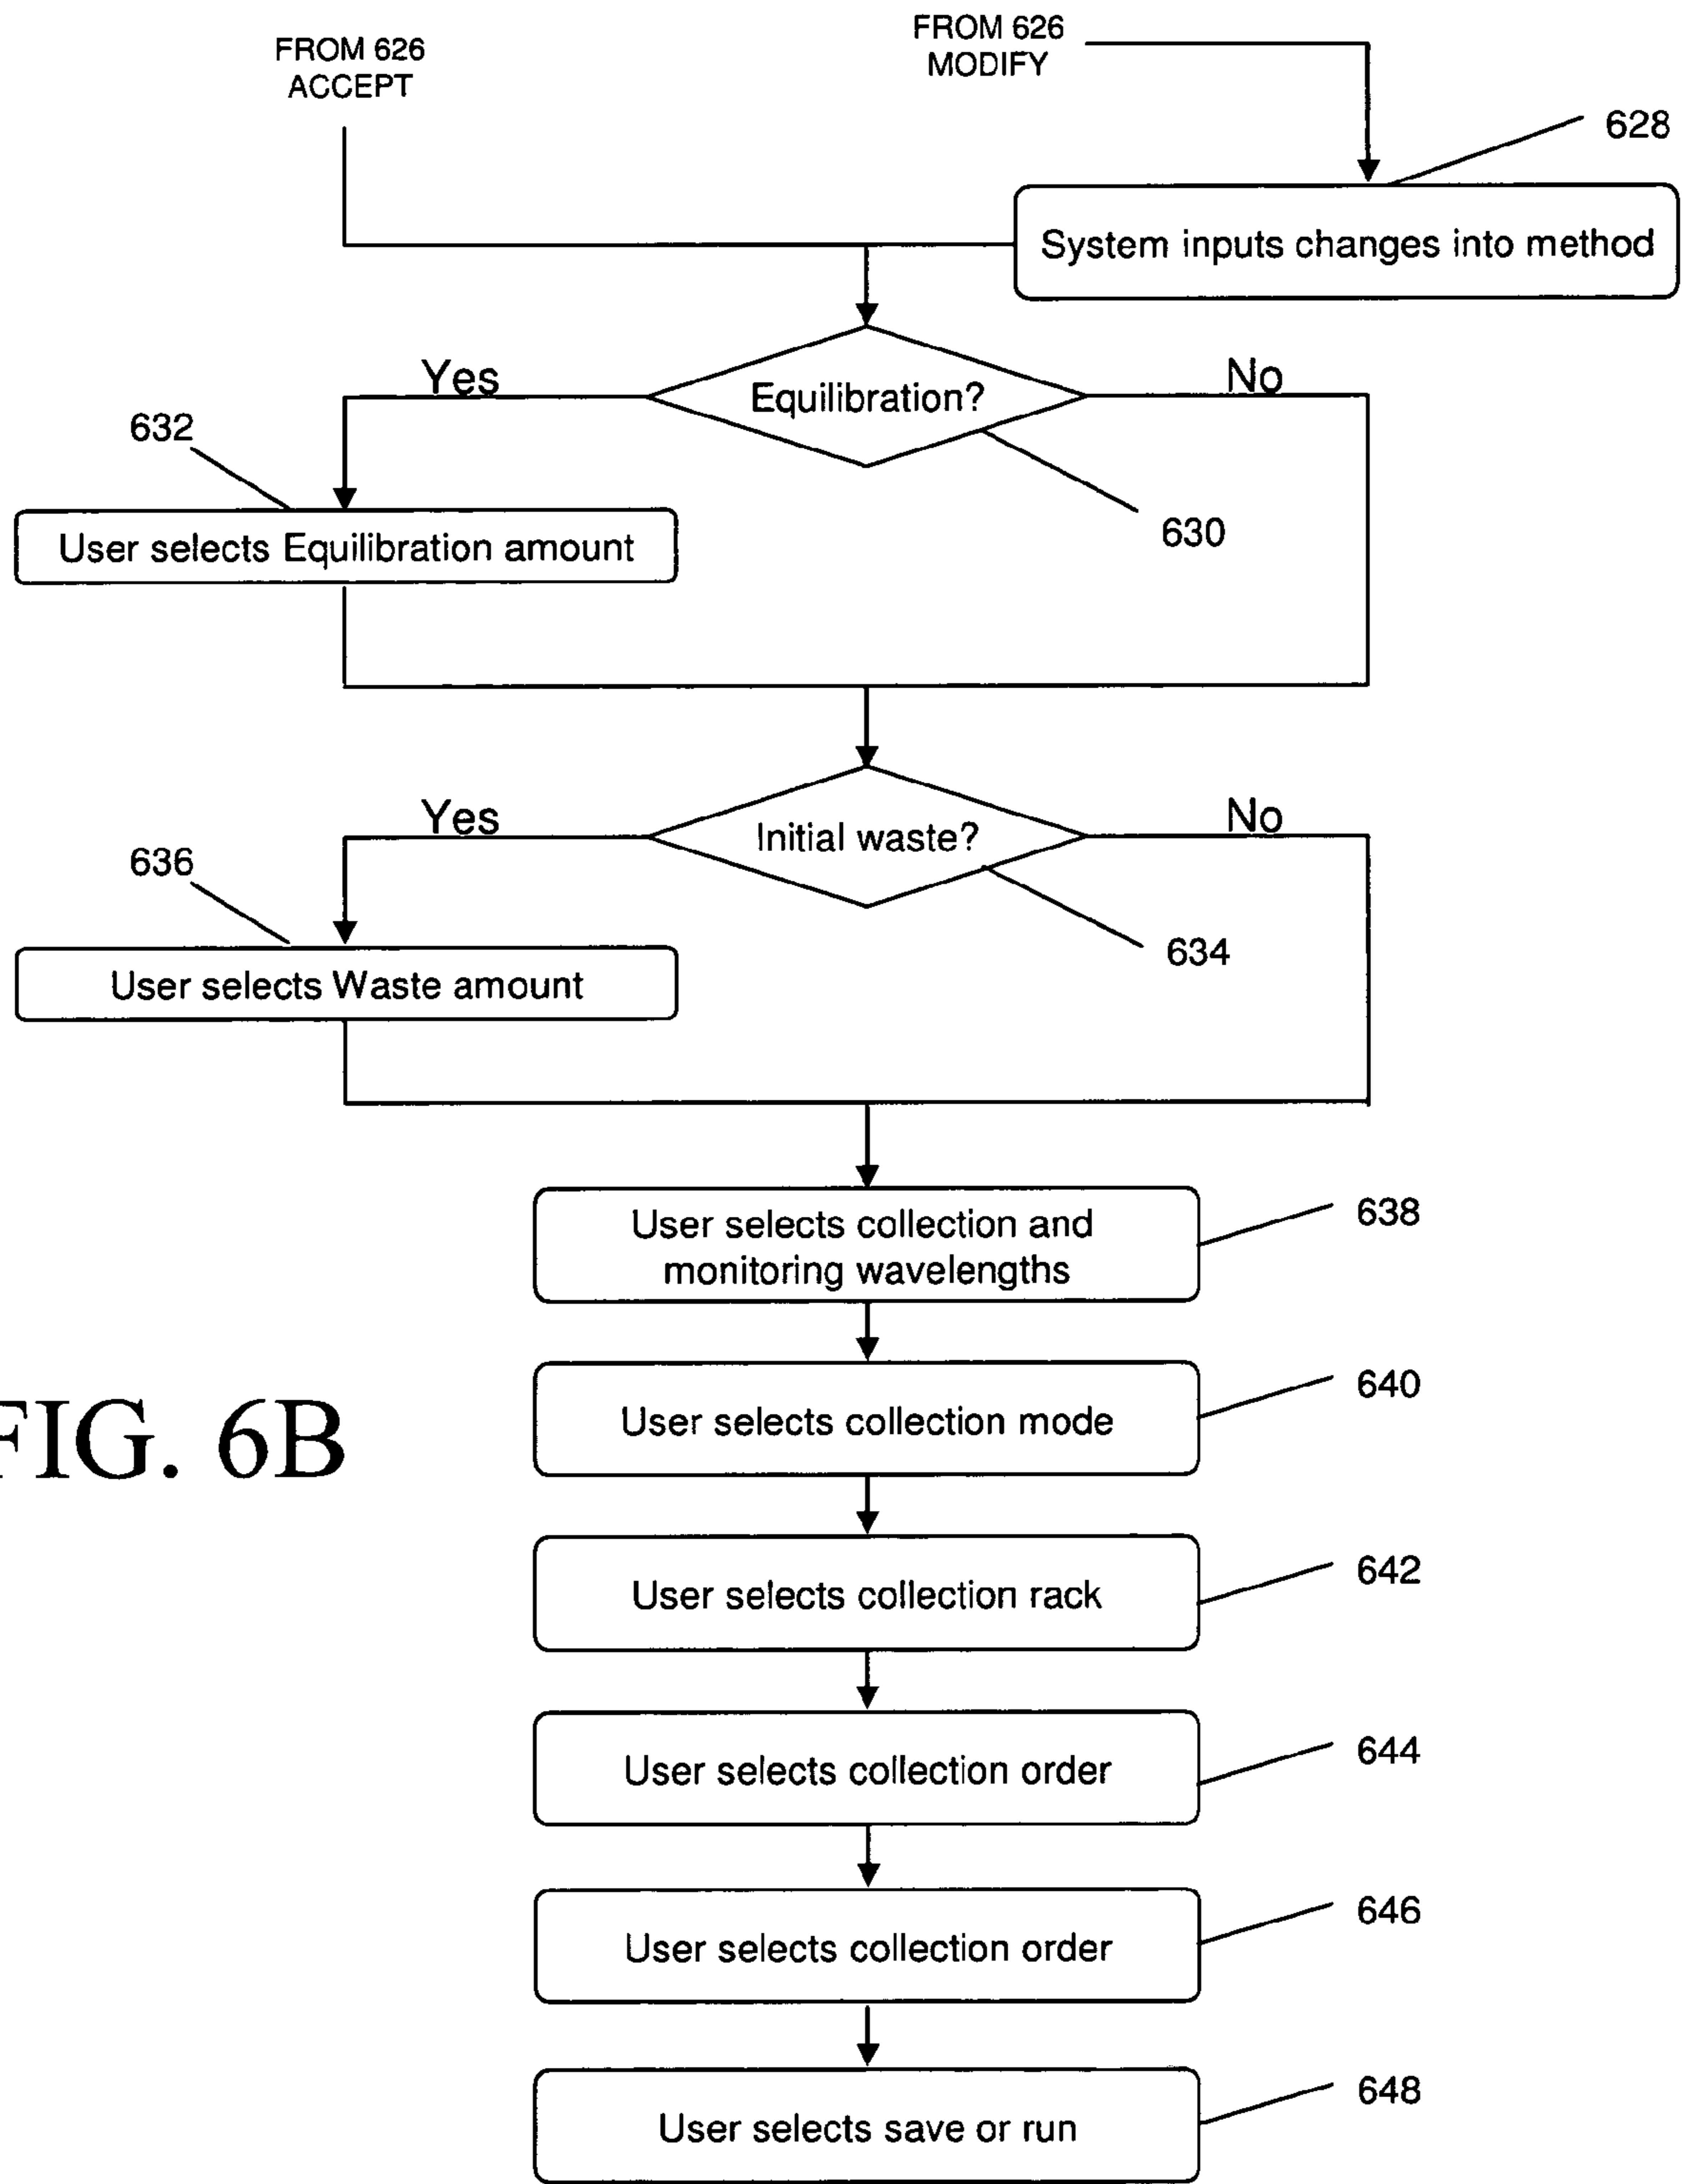 FROM 626
ACCEPT
FROM 626
MODIFY
628
System inputs changes into method
Yes
Equilibration?
No
632
630
User selects Equilibration amount
Yes
Initial waste?
No
636
634
User selects Waste amount
638
User selects collection and
monitoring wavelengths
640
User selects collection mode
FIG. 6B
642
User selects collection rack
644
User selects collection order
646
User selects collection order
648
User selects save or run